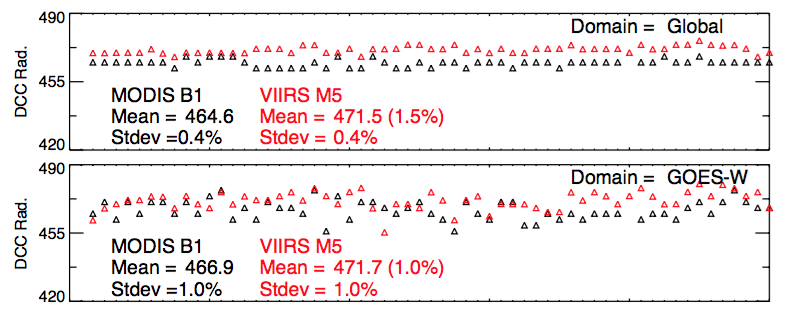 490
Domain = Global
DCC Rad.
455
MODIS B1 VIIRS M5
Mean = 464.6 Mean = 471.5 (1.5%)
Stdev =0.4% Stdev = 0.4%
420
490
Domain = GOES-W
DCC Rad.
455
MODIS B1 VIIRS M5
Mean = 466.9 Mean = 471.7 (1.0%)
Stdev =1.0% Stdev = 1.0%
420